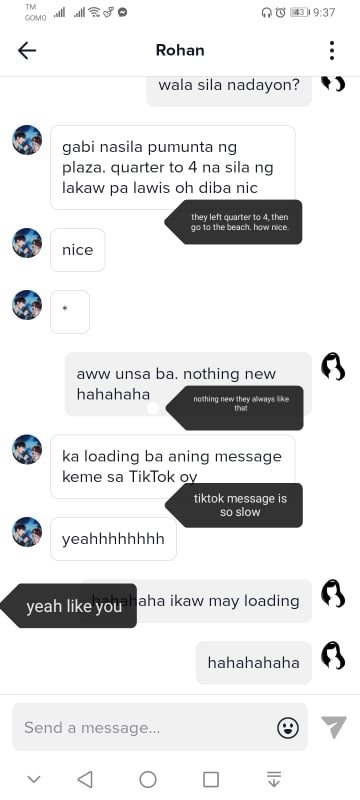 TM
GOMO
43
9:37
Rohan
wala sila nadayon?
gabi nasila pumunta ng
plaza. quarter to 4 na sila ng
lakaw pa lawis oh diba nic
they left quarter to 4, then
go to the beach. how nice.
nice
*
aww unsa ba. nothing new
hahahaha
nothing new they always like
that
ka loading ba aning message
keme sa TikTok oy
tiktok message is
so slow
yeahhhhhhhh
hahahaha ikaw may loading
yeah like you
hahahahaha
Send a message...